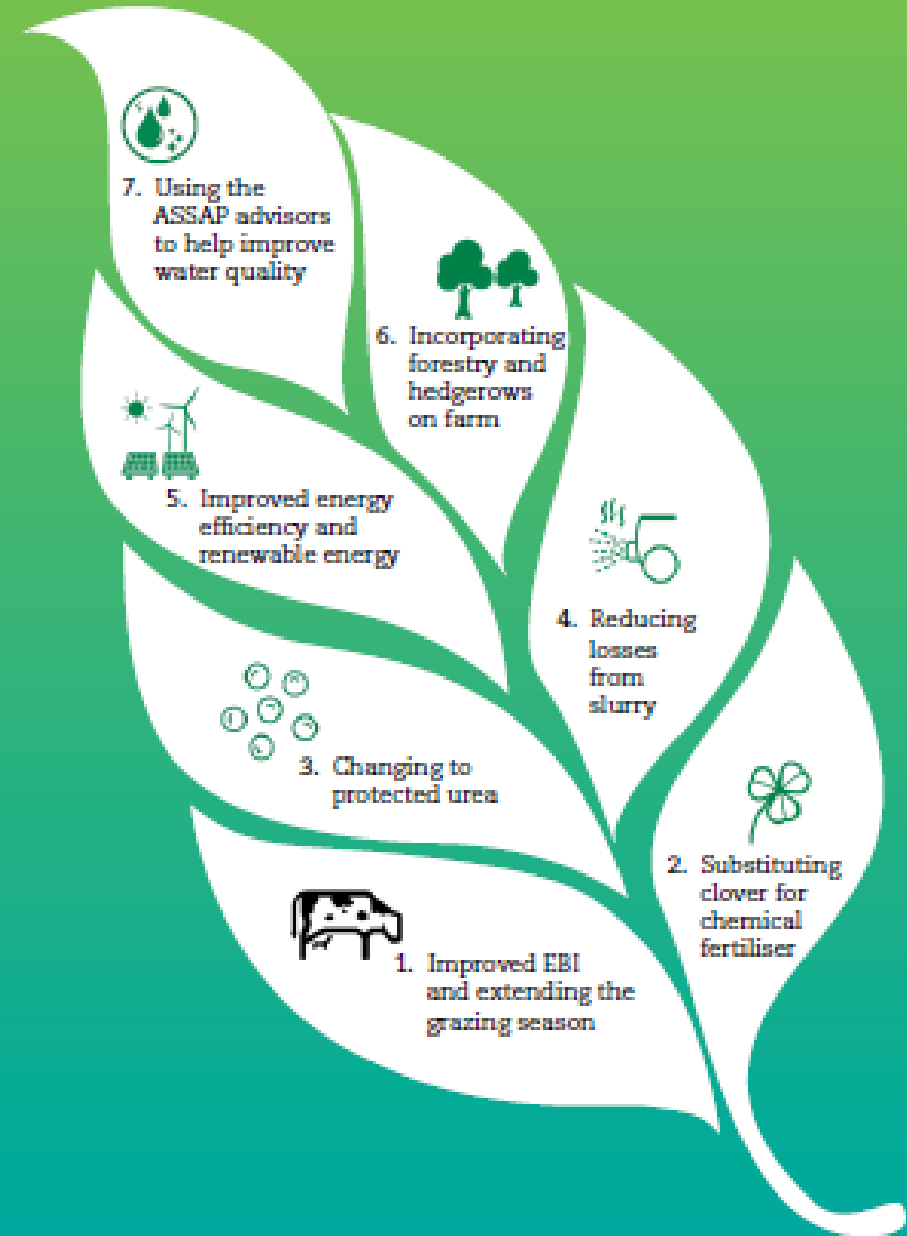 7. Using the
ASSAP advisors
to help improve
water quality
6. Incorporating
forestry and
hedgerows
on farm
5. Improved energy
efficiency and
renewable energy
4. Reducing
losses
from
slurry
3. Changing to
protected urea
2. Substituting
clover for
chemical
fertiliser
1. Improved EBI
and extending the
grazing season